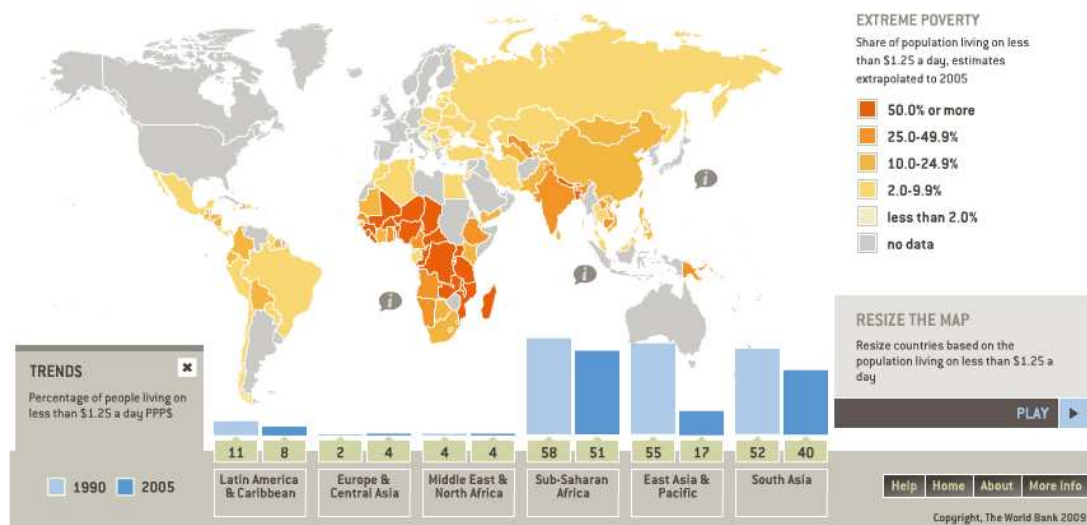 EXTREME POVERTY
Share of population living on less
than $1.25 a day, estimates
extrapolated to 2005
50.0% or more
25.0-49.9%
10.0-24.9%
2.0-9.9%
less than 2.0%
no data
i
i
i
RESIZE THE MAP
Resize countries based on the
population living on less than $1.25 a
day
PLAY
TRENDS
Percentage of people living on
less than $1.25 a day PPP$
1990 2005
11 8 2 4 4 4 58 51 55 17 52 40
Latin America
& Caribbean
Europe &
Central Asia
Middle East &
North Africa
Sub-Saharan
Africa
East Asia &
Pacific
South Asia
Help Home About More Info
Copyright, The World Bank 2009